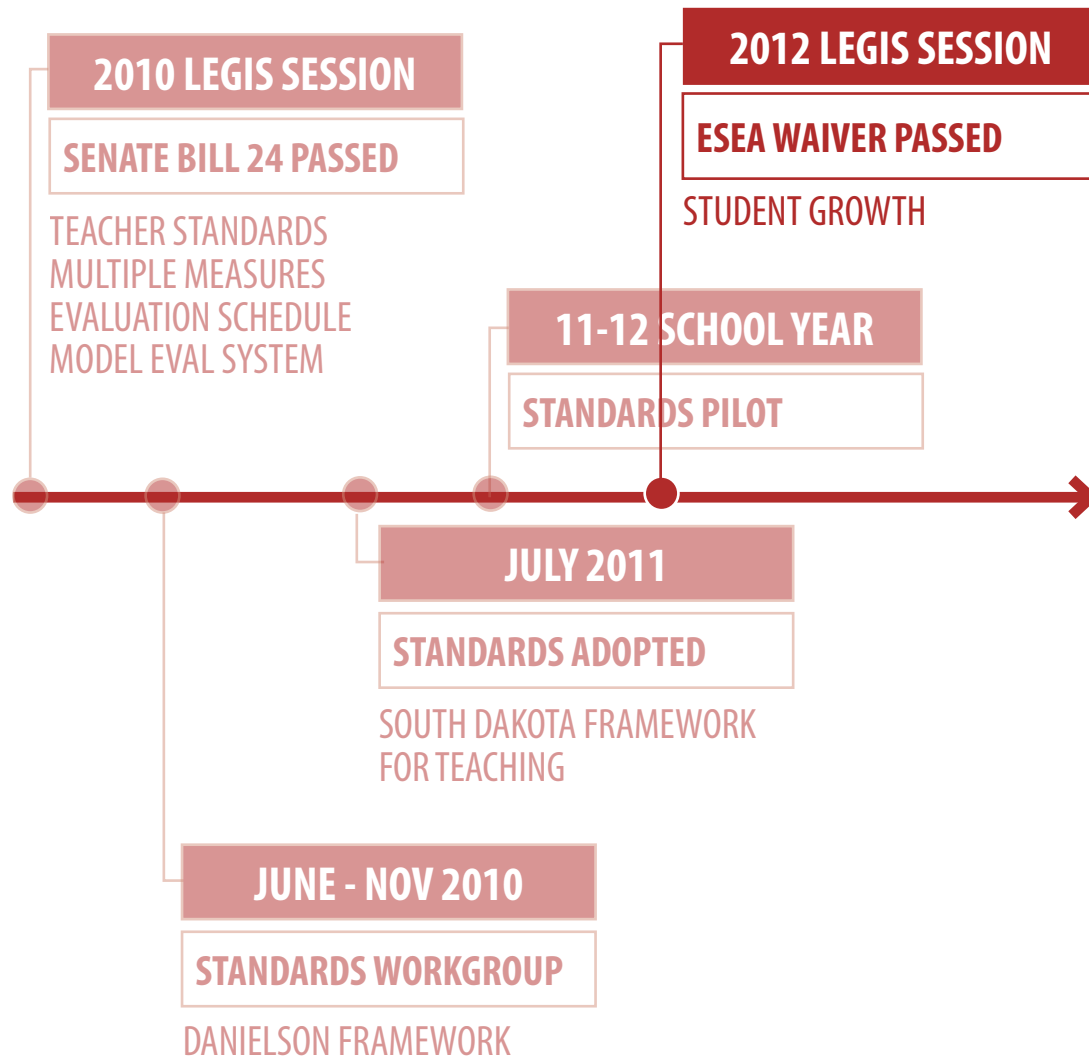 2010 LEGIS SESSION
SENATE BILL 24 PASSED
TEACHER STANDARDS
MULTIPLE MEASURES
EVALUATION SCHEDULE
MODEL EVAL SYSTEM
2012 LEGIS SESSION
ESEA WAIVER PASSED
STUDENT GROWTH
11-12 SCHOOL YEAR
STANDARDS PILOT
JULY 2011
STANDARDS ADOPTED
SOUTH DAKOTA FRAMEWORK
FOR TEACHING
JUNE - NOV 2010
STANDARDS WORKGROUP
DANIELSON FRAMEWORK